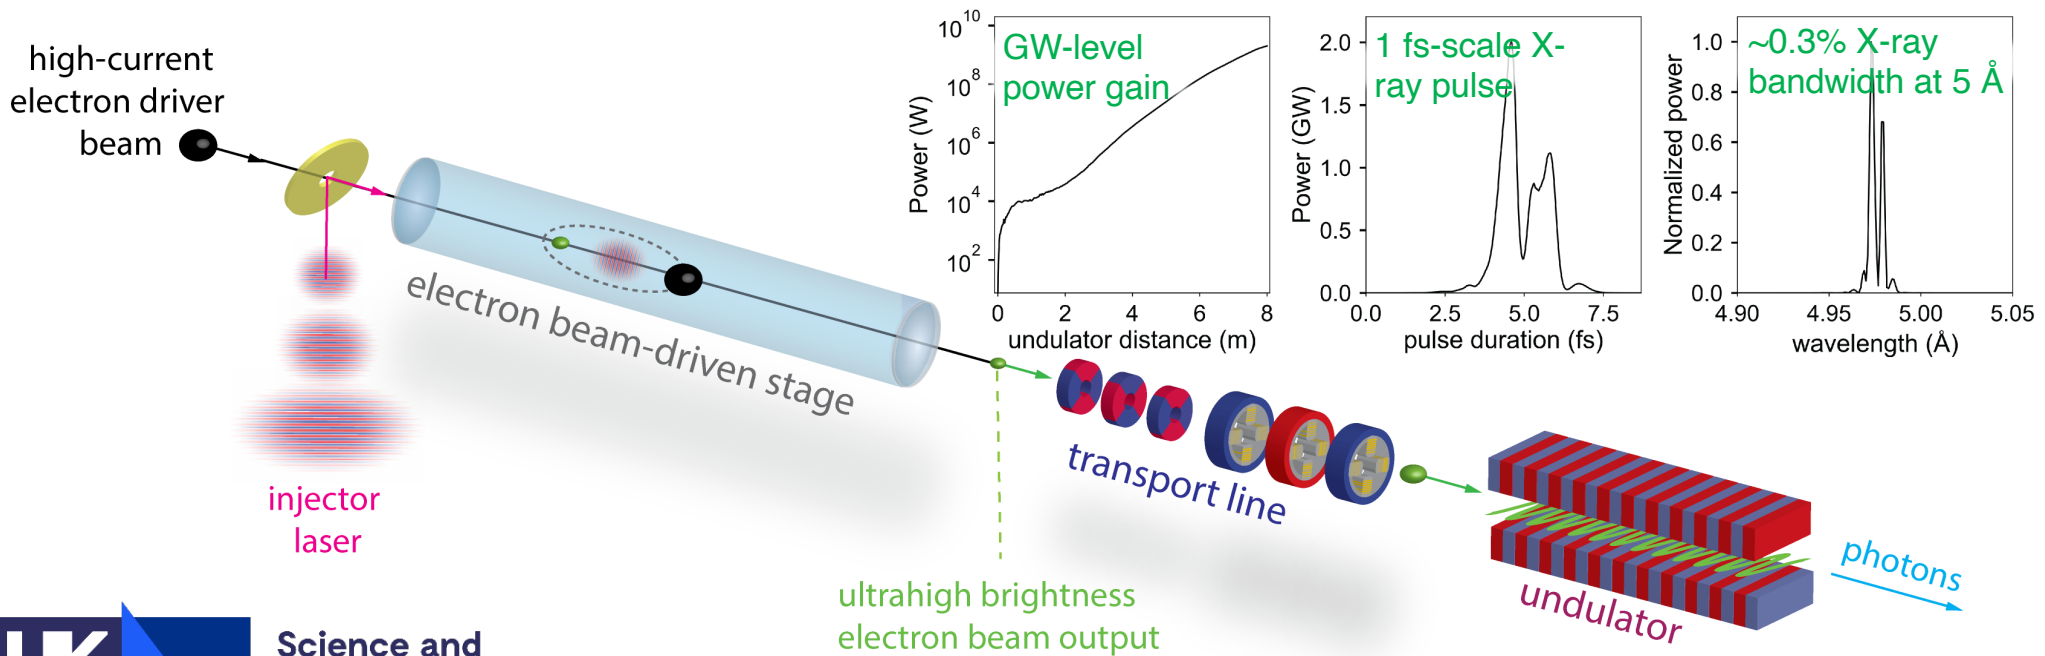 high-current
electron driver
beam
injector
laser
electron beam-driven stage
ultrahigh brightness
electron beam output
transport line
undulator
photons
GW-level
power gain
Power (W)
10^10
10^8
10^6
10^4
10^2
0 2 4 6 8
undulator distance (m)
1 fs-scale X-
ray pulse
Power (GW)
2.0
1.5
1.0
0.5
0.0
0.0 2.5 5.0 7.5
pulse duration (fs)
~0.3% X-ray
bandwidth at 5 Å
Normalized power
1.0
0.8
0.6
0.4
0.2
0.0
4.90 4.95 5.00 5.05
wavelength (Å)
UK
Science and